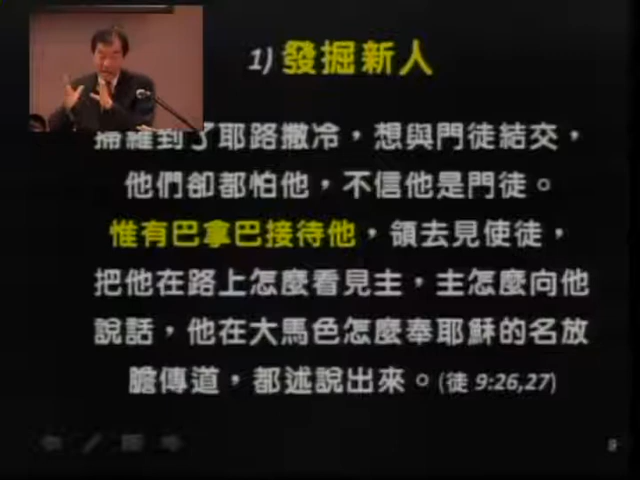 1) 發掘新人
掃羅到了耶路撒冷，想與門徒結交，
他們卻都怕他，不信他是門徒。
惟有巴拿巴接待他，領去見使徒，
把他在路上怎麼看見主，主怎麼向他
說話，他在大馬色怎麼奉耶穌的名放
膽傳道，都述說出來。(徒 9:26,27)
9